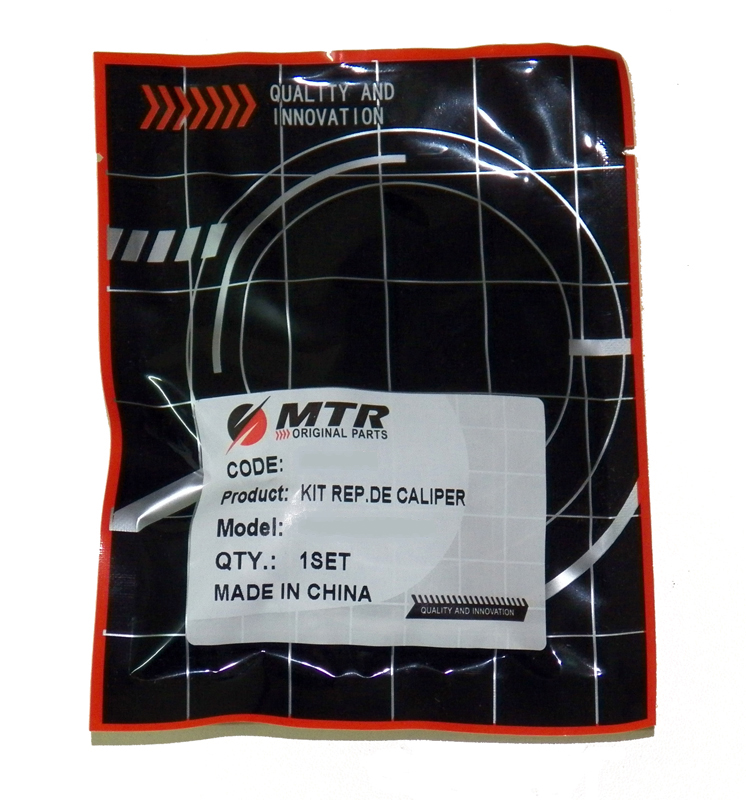 QUALITY AND
INNOVATION
MTR
ORIGINAL PARTS
CODE:
Product: KIT REP.DE CALIPER
Model:
QTY.: 1SET
MADE IN CHINA
QUALITY AND INNOVATION